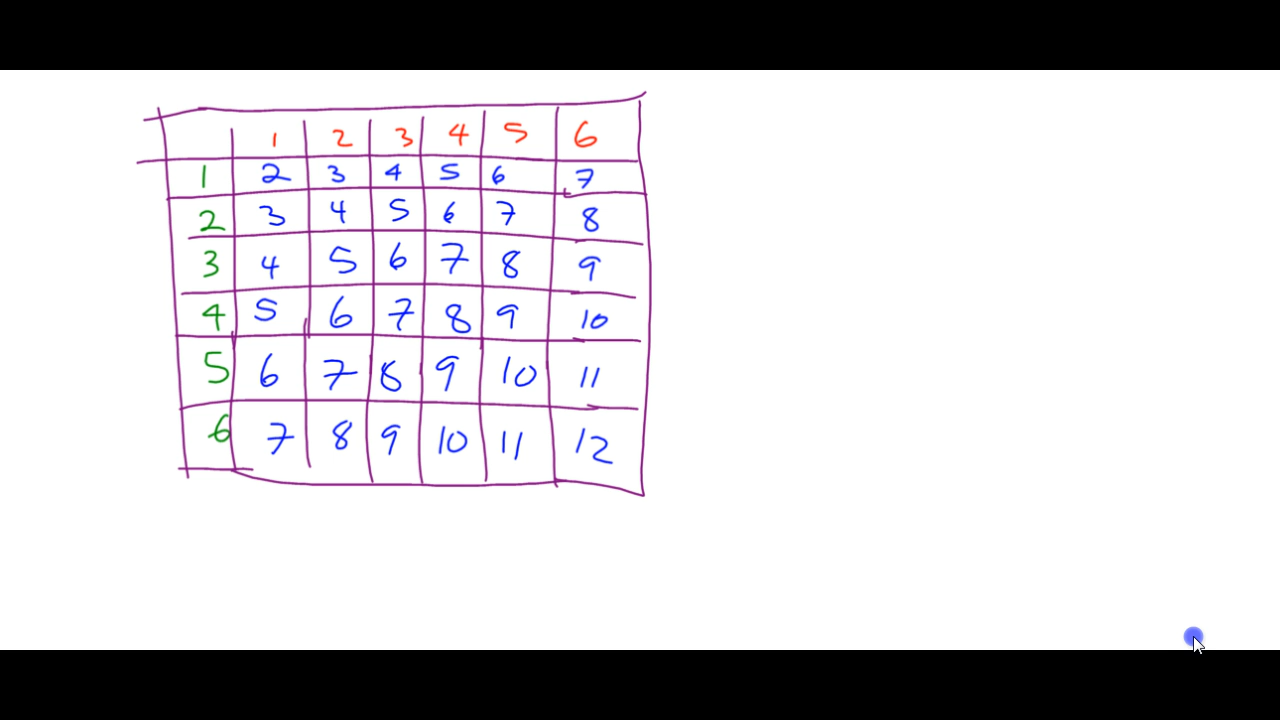 1 2 3 4 5 6
1 2 3 4 5 6 7
2 3 4 5 6 7 8
3 4 5 6 7 8 9
4 5 6 7 8 9 10
5 6 7 8 9 10 11
6 7 8 9 10 11 12